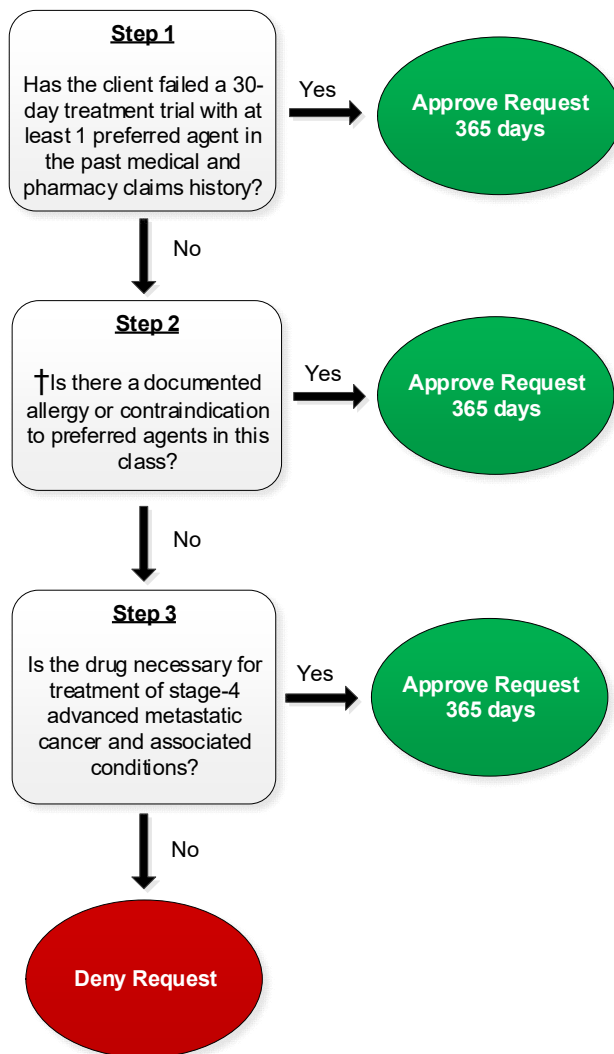 Step 1
Has the client failed a 30-
day treatment trial with at
least 1 preferred agent in
the past medical and
pharmacy claims history?
Yes
Approve Request
365 days
No
Step 2
†Is there a documented
allergy or contraindication
to preferred agents in this
class?
Yes
Approve Request
365 days
No
Step 3
Is the drug necessary for
treatment of stage-4
advanced metastatic
cancer and associated
conditions?
Yes
Approve Request
365 days
No
Deny Request